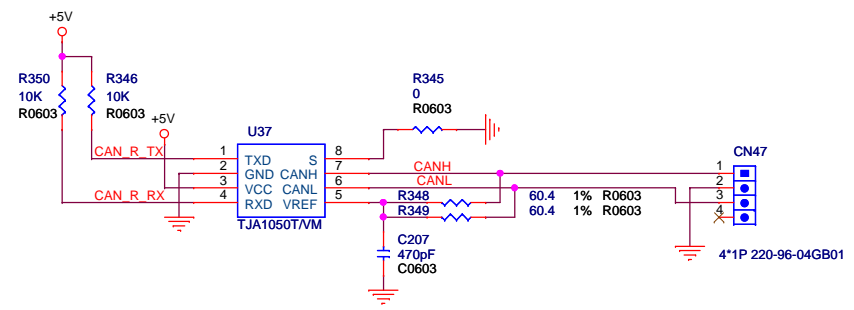 +5V
R350
10K
R0603
R346
10K
R0603
+5V
CAN_R_TX
CAN_R_RX
U37
1 TXD
2 GND
3 VCC
4 RXD
S 8
CANH 7
CANL 6
VREF 5
TJA1050T/VM
R345
0
R0603
CANH
CANL
R348 60.4 1% R0603
R349 60.4 1% R0603
C207
470pF
C0603
CN47
1
2
3
4
4*1P 220-96-04GB01